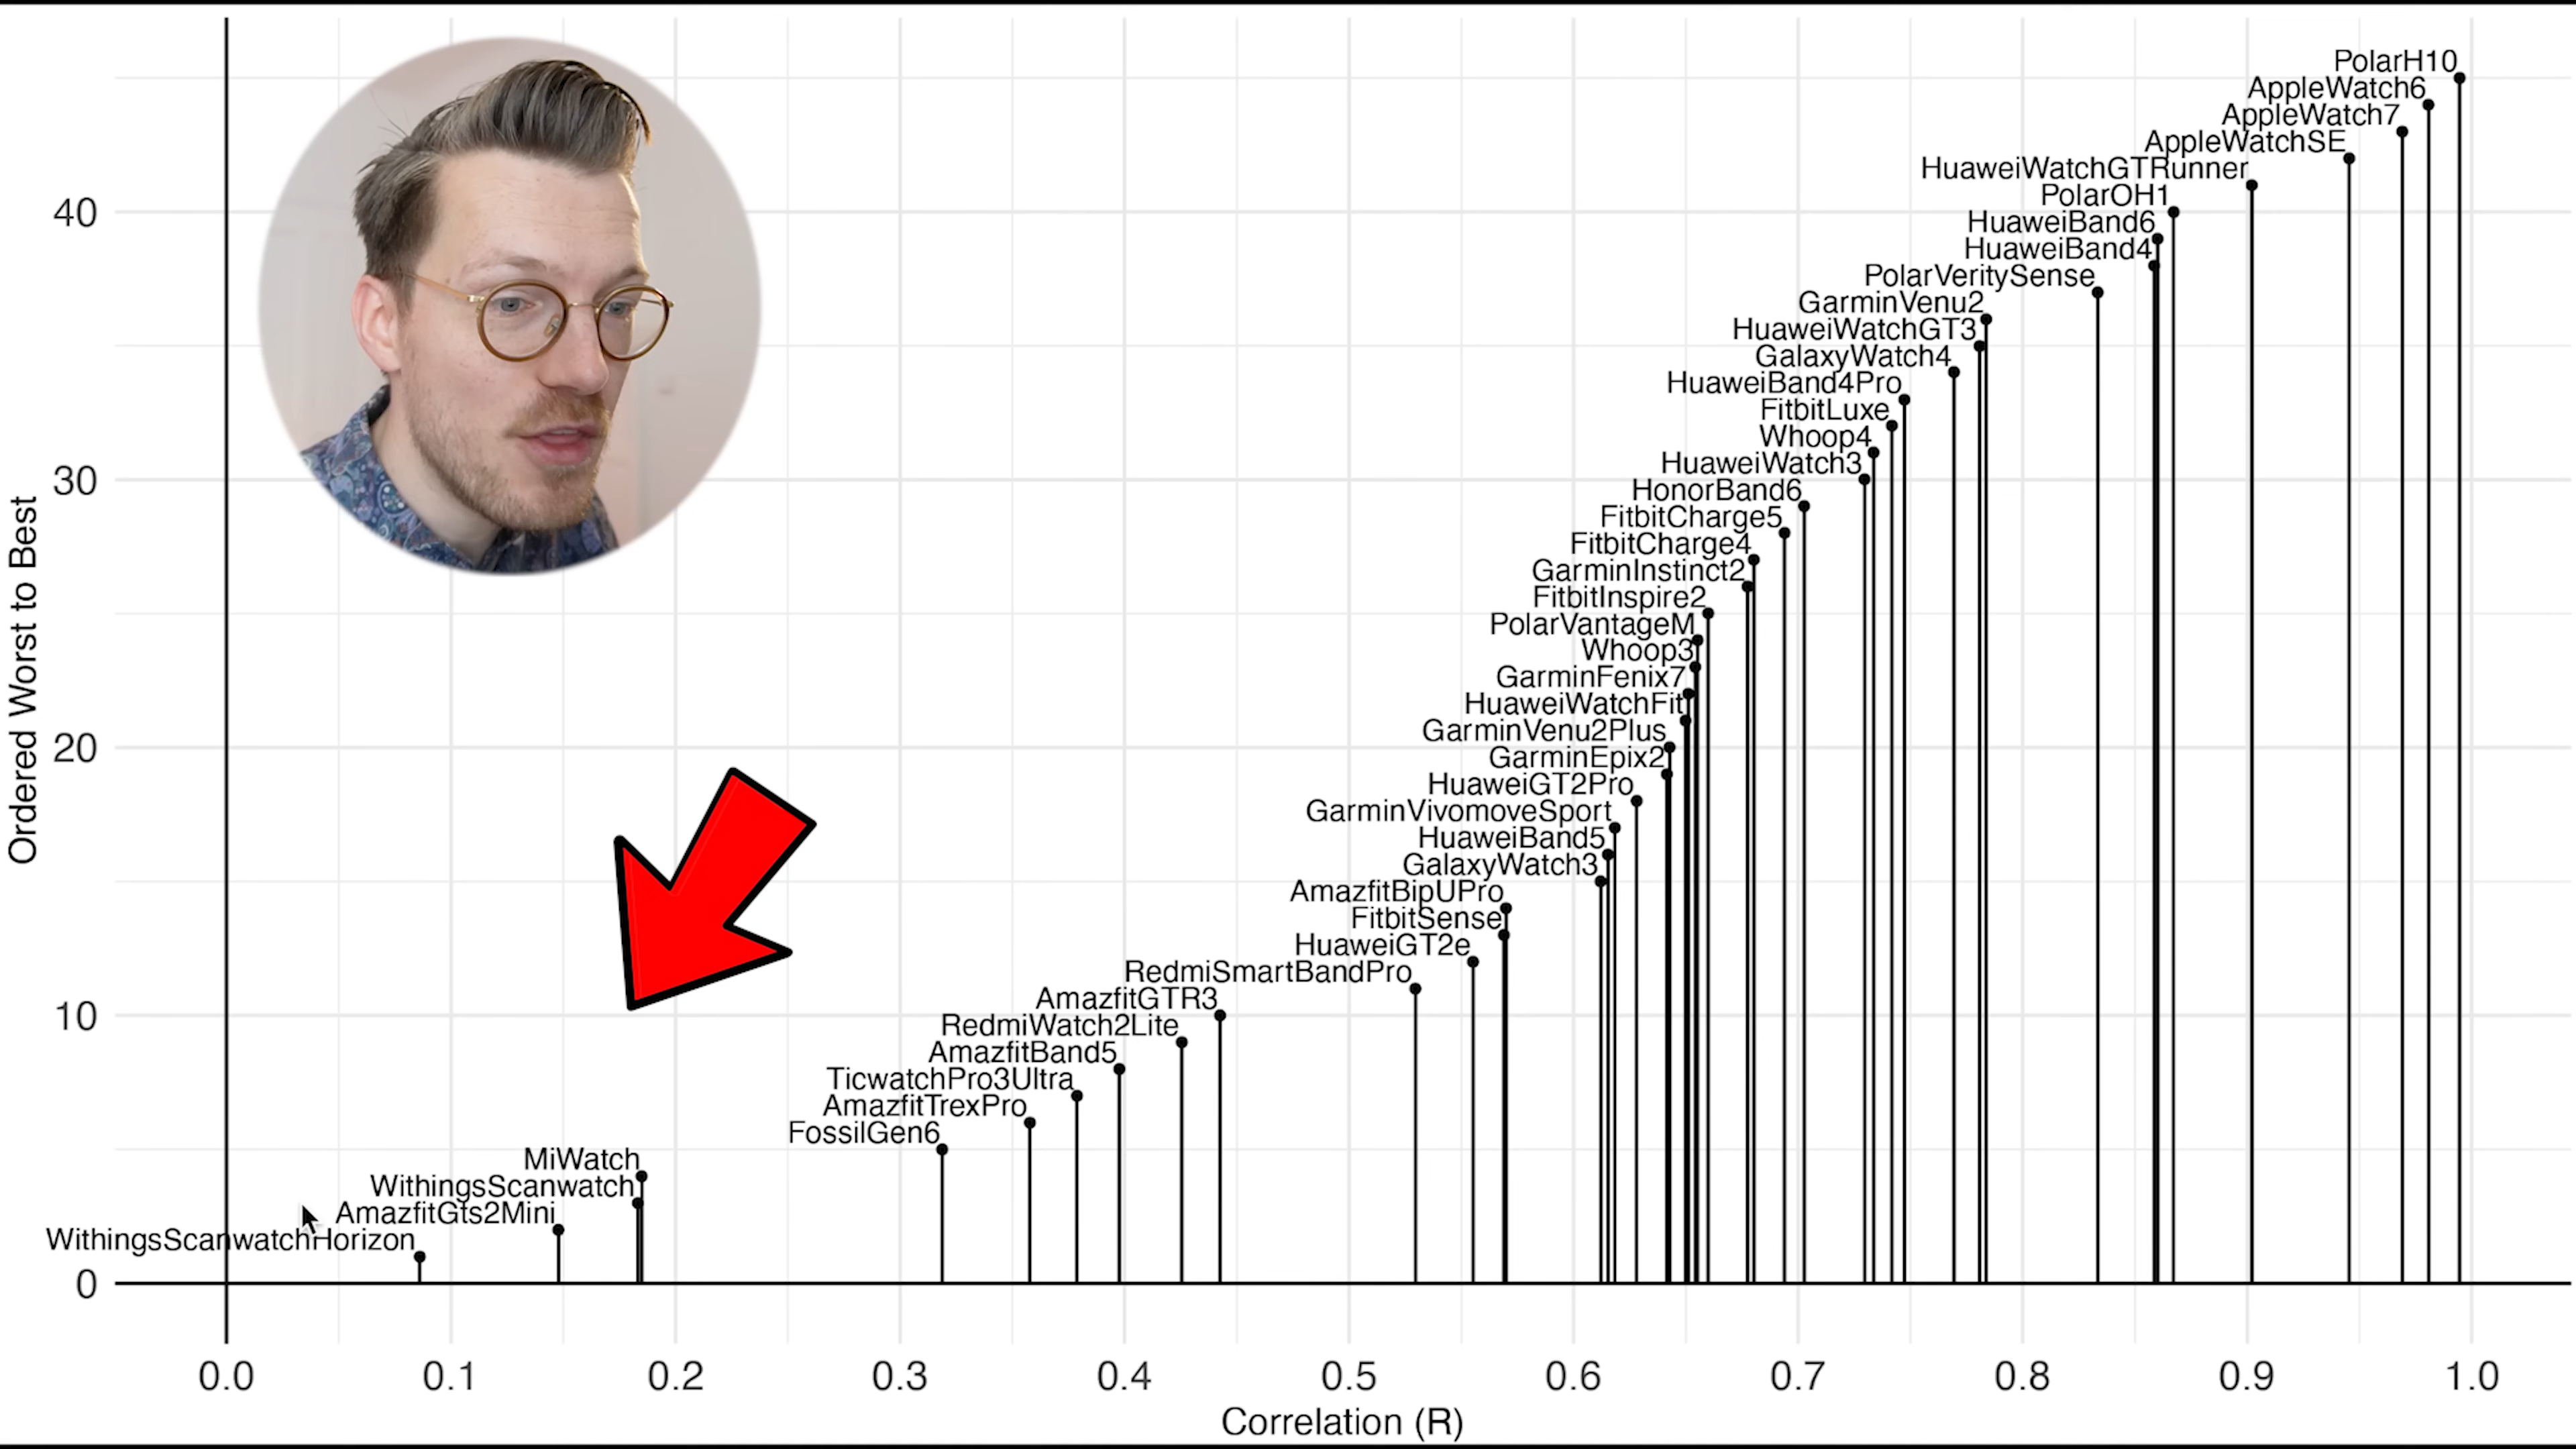 PolarH10
AppleWatch6
AppleWatch7
AppleWatchSE
HuaweiWatchGTRunner
PolarOH1
HuaweiBand6
HuaweiBand4
PolarVeritySense
GarminVenu2
HuaweiWatchGT3
GalaxyWatch4
HuaweiBand4Pro
FitbitLuxe
Whoop4
HuaweiWatch3
HonorBand6
FitbitCharge5
FitbitCharge4
GarminInstinct2
FitbitInspire2
PolarVantageM
Whoop3
GarminFenix7
HuaweiWatchFit
GarminVenu2Plus
GarminEpix2
HuaweiGT2Pro
GarminVivomoveSport
HuaweiBand5
GalaxyWatch3
AmazfitBipUPro
FitbitSense
HuaweiGT2e
RedmiSmartBandPro
AmazfitGTR3
RedmiWatch2Lite
AmazfitBand5
TicwatchPro3Ultra
AmazfitTrexPro
FossilGen6
MiWatch
WithingsScanwatch
AmazfitGts2Mini
WithingsScanwatchHorizon
40
30
20
10
0
Ordered Worst to Best
0.0 0.1 0.2 0.3 0.4 0.5 0.6 0.7 0.8 0.9 1.0
Correlation (R)